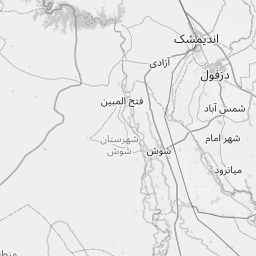 اندیمشک
آزادی
دزفول
فتح المبین
شمس آباد
شهر امام
شهرستان
شوش
شوش
میانرود